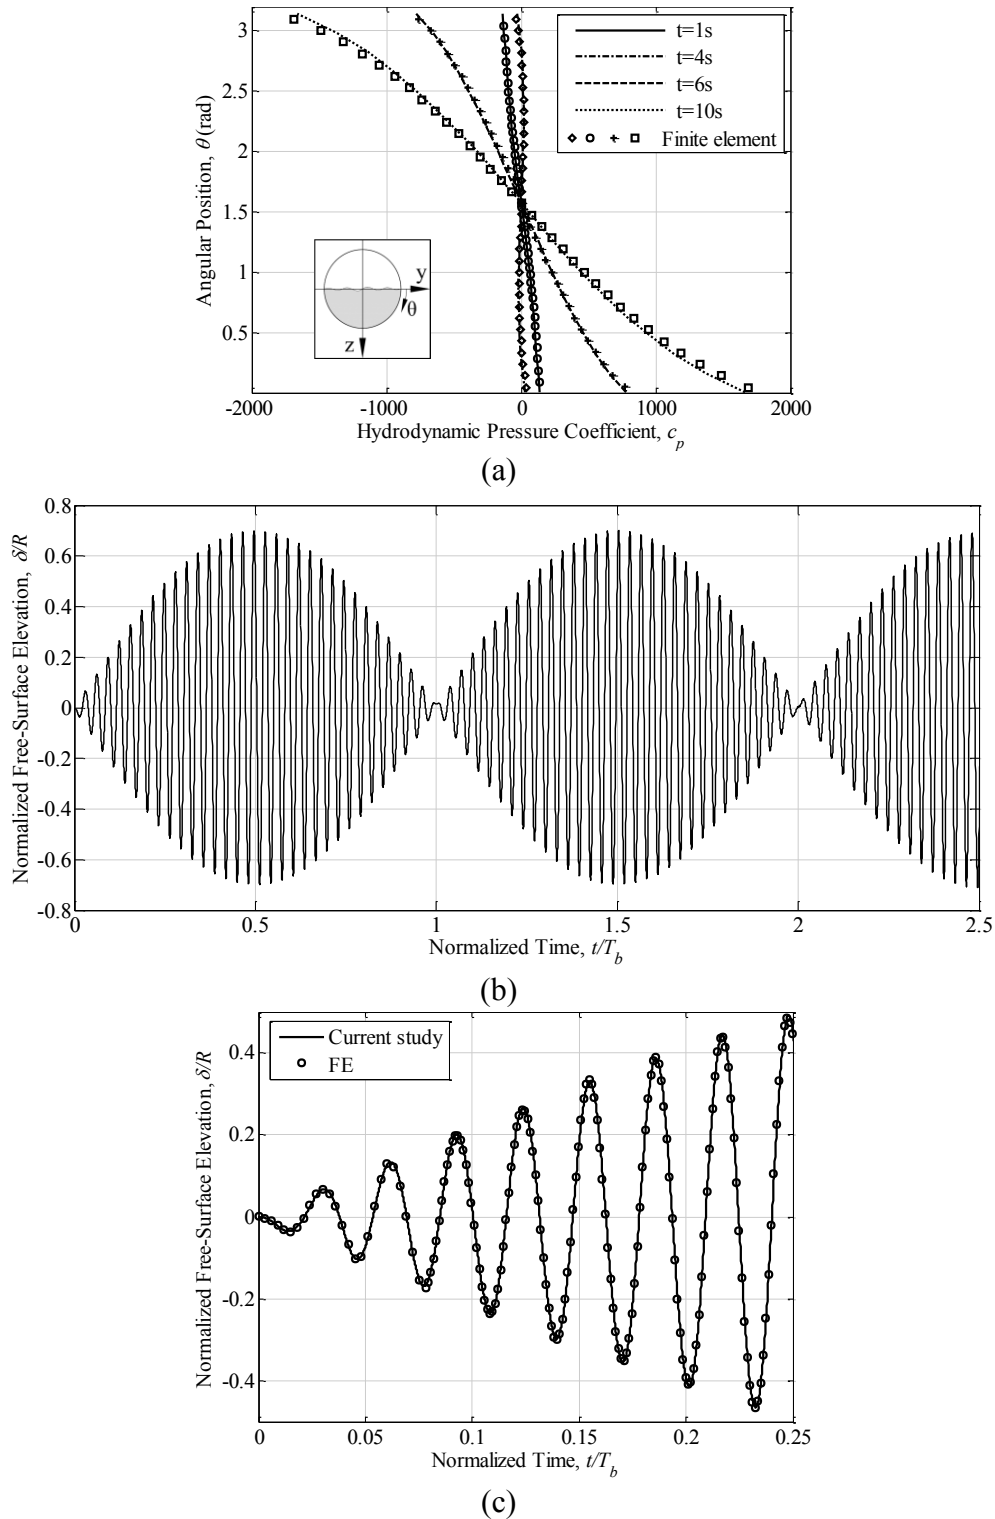 3
2.5
2
1.5
1
0.5
-2000
-1000
0
1000
2000
Angular Position, θ (rad)
Hydrodynamic Pressure Coefficient, cp
t=1s
t=4s
t=6s
t=10s
Finite element
y
θ
z
(a)
0.8
0.6
0.4
0.2
0
-0.2
-0.4
-0.6
-0.8
0
0.5
1
1.5
2
2.5
Normalized Free-Surface Elevation, δ/R
Normalized Time, t/Tb
(b)
0.4
0.2
0
-0.2
-0.4
0
0.05
0.1
0.15
0.2
0.25
Normalized Free-Surface Elevation, δ/R
Normalized Time, t/Tb
Current study
FE
(c)